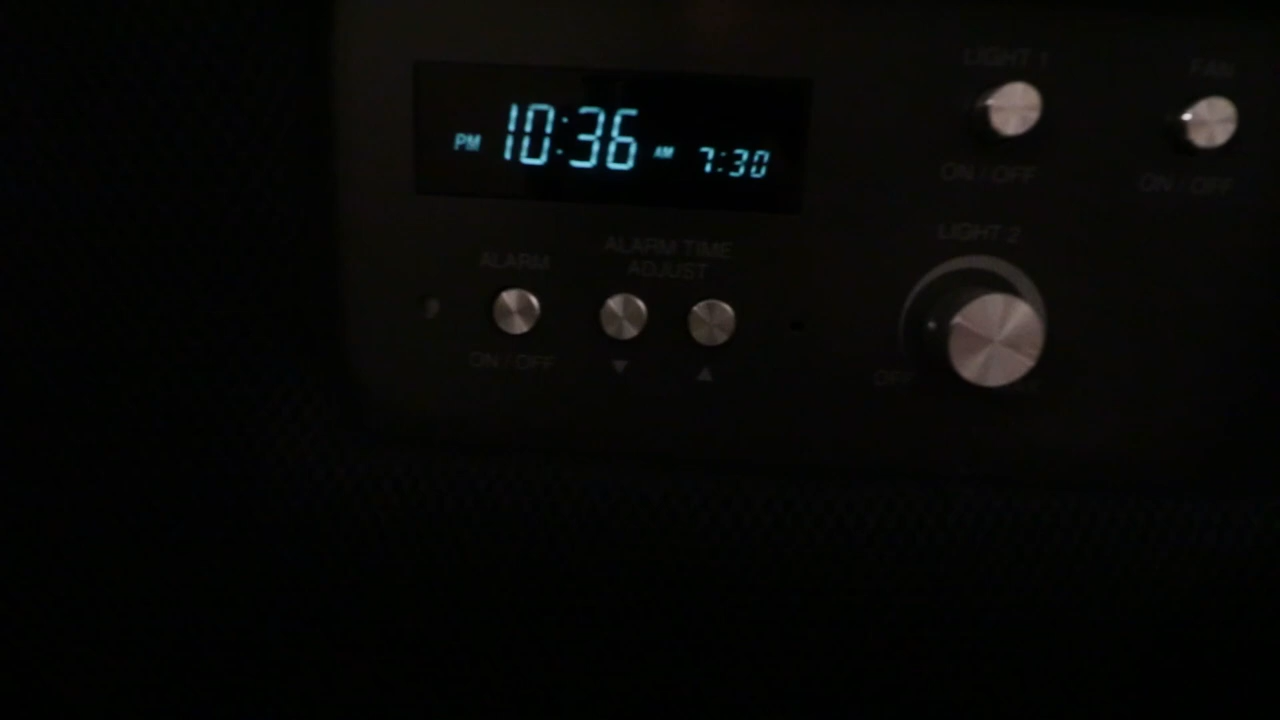 PM 10:36 AM 7:30
LIGHT 1
FAN
ON / OFF
ON / OFF
LIGHT 2
ALARM
ALARM TIME
ADJUST
ON / OFF
▼ ▲
OFF